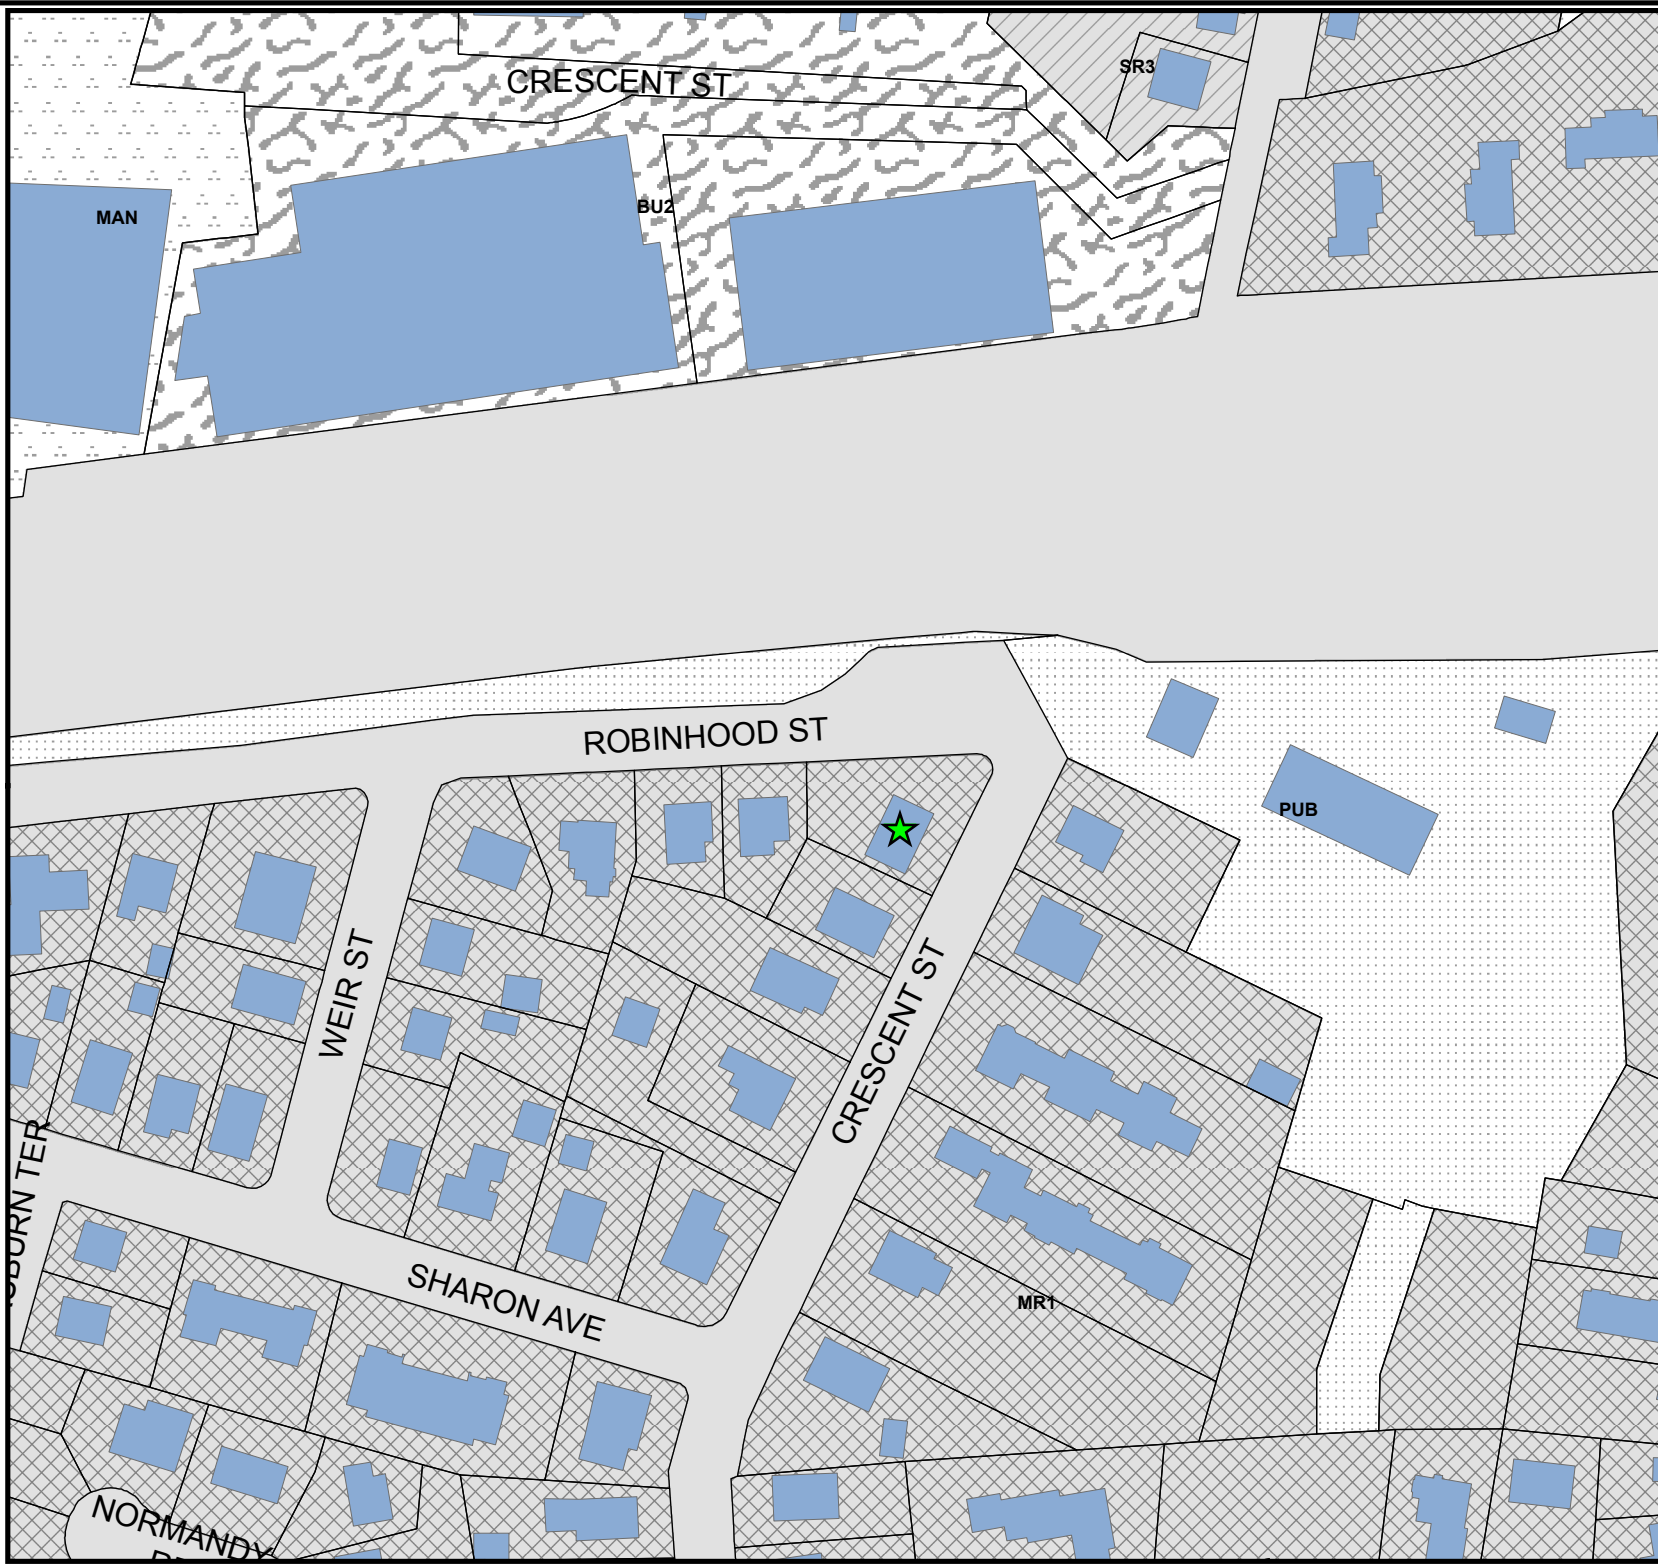 CRESCENT ST
SR3
MAN
BU2
ROBINHOOD ST
PUB
WEIR ST
CRESCENT ST
SHARON AVE
MR1
NORMANDY